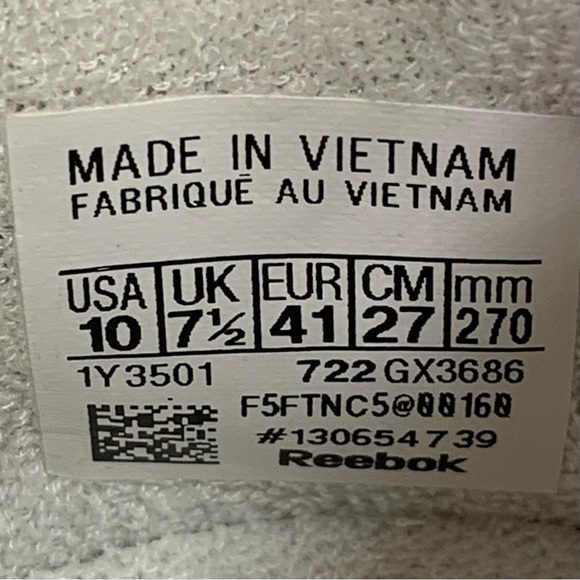 MADE IN VIETNAM
FABRIQUÉ AU VIETNAM
USA UK EUR CM mm
10 7½ 41 27 270
1Y3501 722 GX3686
F5FTNC5@00160
#130654739
Reebok